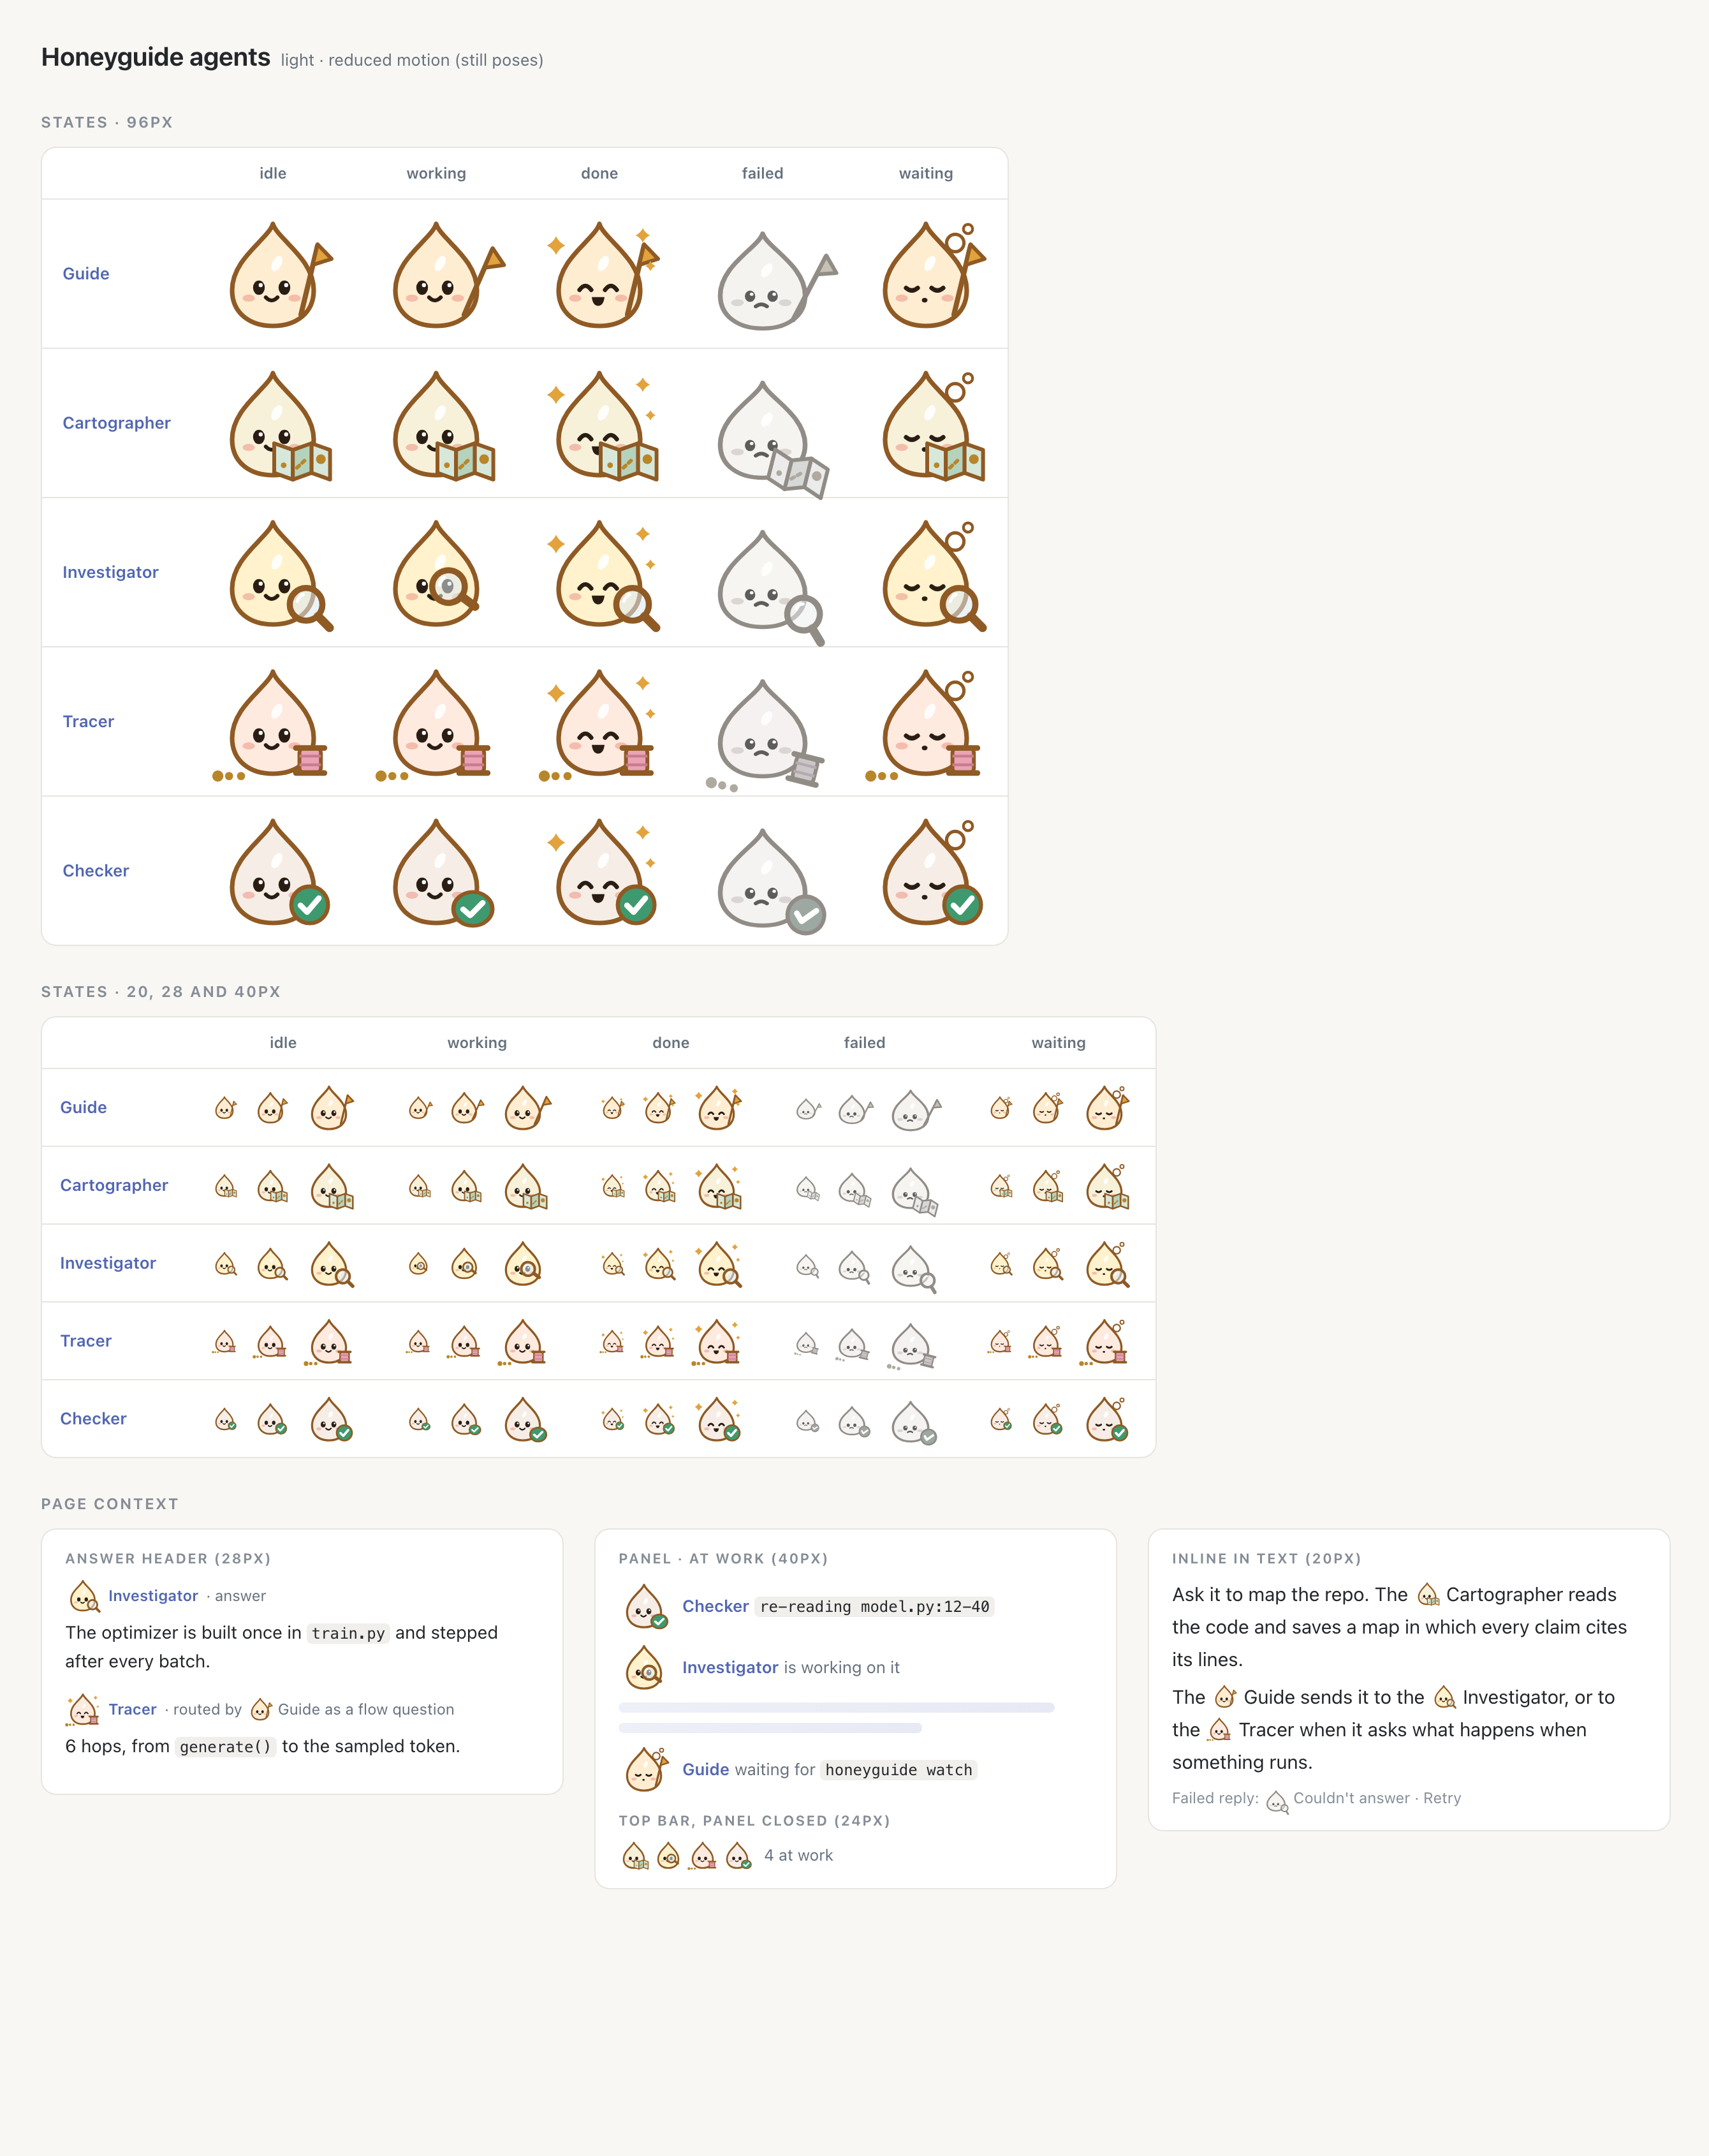 Honeyguide agents light · reduced motion (still poses)
STATES · 96PX
idle working done failed waiting
Guide
Cartographer
Investigator
Tracer
Checker
STATES · 20, 28 AND 40PX
idle working done failed waiting
Guide
Cartographer
Investigator
Tracer
Checker
PAGE CONTEXT
ANSWER HEADER (28PX)
Investigator · answer
The optimizer is built once in train.py and stepped
after every batch.
Tracer · routed by Guide as a flow question
6 hops, from generate() to the sampled token.
PANEL · AT WORK (40PX)
Checker re-reading model.py:12–40
Investigator is working on it
Guide waiting for honeyguide watch
TOP BAR, PANEL CLOSED (24PX)
4 at work
INLINE IN TEXT (20PX)
Ask it to map the repo. The Cartographer reads
the code and saves a map in which every claim cites
its lines.
The Guide sends it to the Investigator, or to
the Tracer when it asks what happens when
something runs.
Failed reply: Couldn't answer · Retry